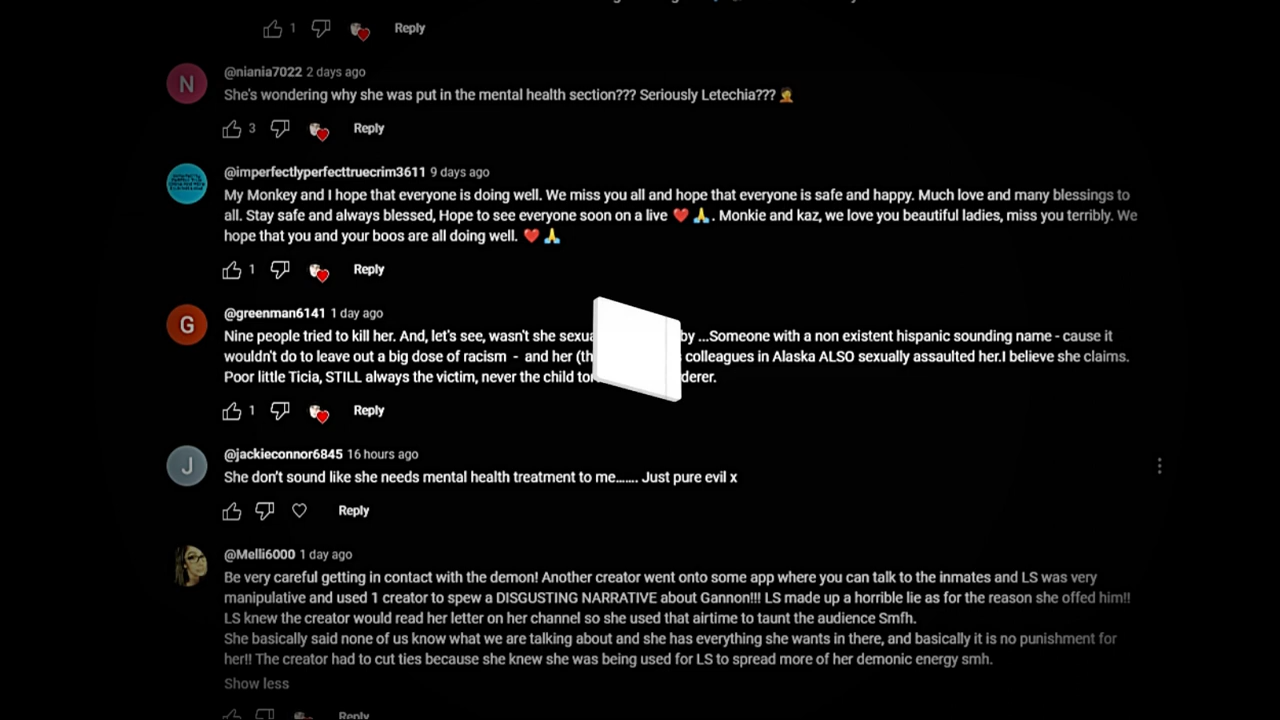 1 Reply
N
@niania7022 2 days ago
She's wondering why she was put in the mental health section??? Seriously Letechia??? 🤦
3 Reply
@imperfectlyperfecttruecrim3611 9 days ago
My Monkey and I hope that everyone is doing well. We miss you all and hope that everyone is safe and happy. Much love and many blessings to
all. Stay safe and always blessed, Hope to see everyone soon on a live ❤️ 🙏. Monkie and kaz, we love you beautiful ladies, miss you terribly. We
hope that you and your boos are all doing well. ❤️ 🙏
1 Reply
G
@greenman6141 1 day ago
Nine people tried to kill her. And, let's see, wasn't she by ...Someone with a non existent hispanic sounding name - cause it
wouldn't do to leave out a big dose of racism - and her colleagues in Alaska ALSO sexually assaulted her.I believe she claims.
Poor little Ticia, STILL always the victim, never the child
1 Reply
J
@jackieconnor6845 16 hours ago
She don't sound like she needs mental health treatment to me....... Just pure evil x
Reply
@Melli6000 1 day ago
Be very careful getting in contact with the demon! Another creator went onto some app where you can talk to the inmates and LS was very
manipulative and used 1 creator to spew a DISGUSTING NARRATIVE about Gannon!!! LS made up a horrible lie as for the reason she offed him!!
LS knew the creator would read her letter on her channel so she used that airtime to taunt the audience Smfh.
She basically said none of us know what we are talking about and she has everything she wants in there, and basically it is no punishment for
her!! The creator had to cut ties because she knew she was being used for LS to spread more of her demonic energy smh.
Show less
Reply